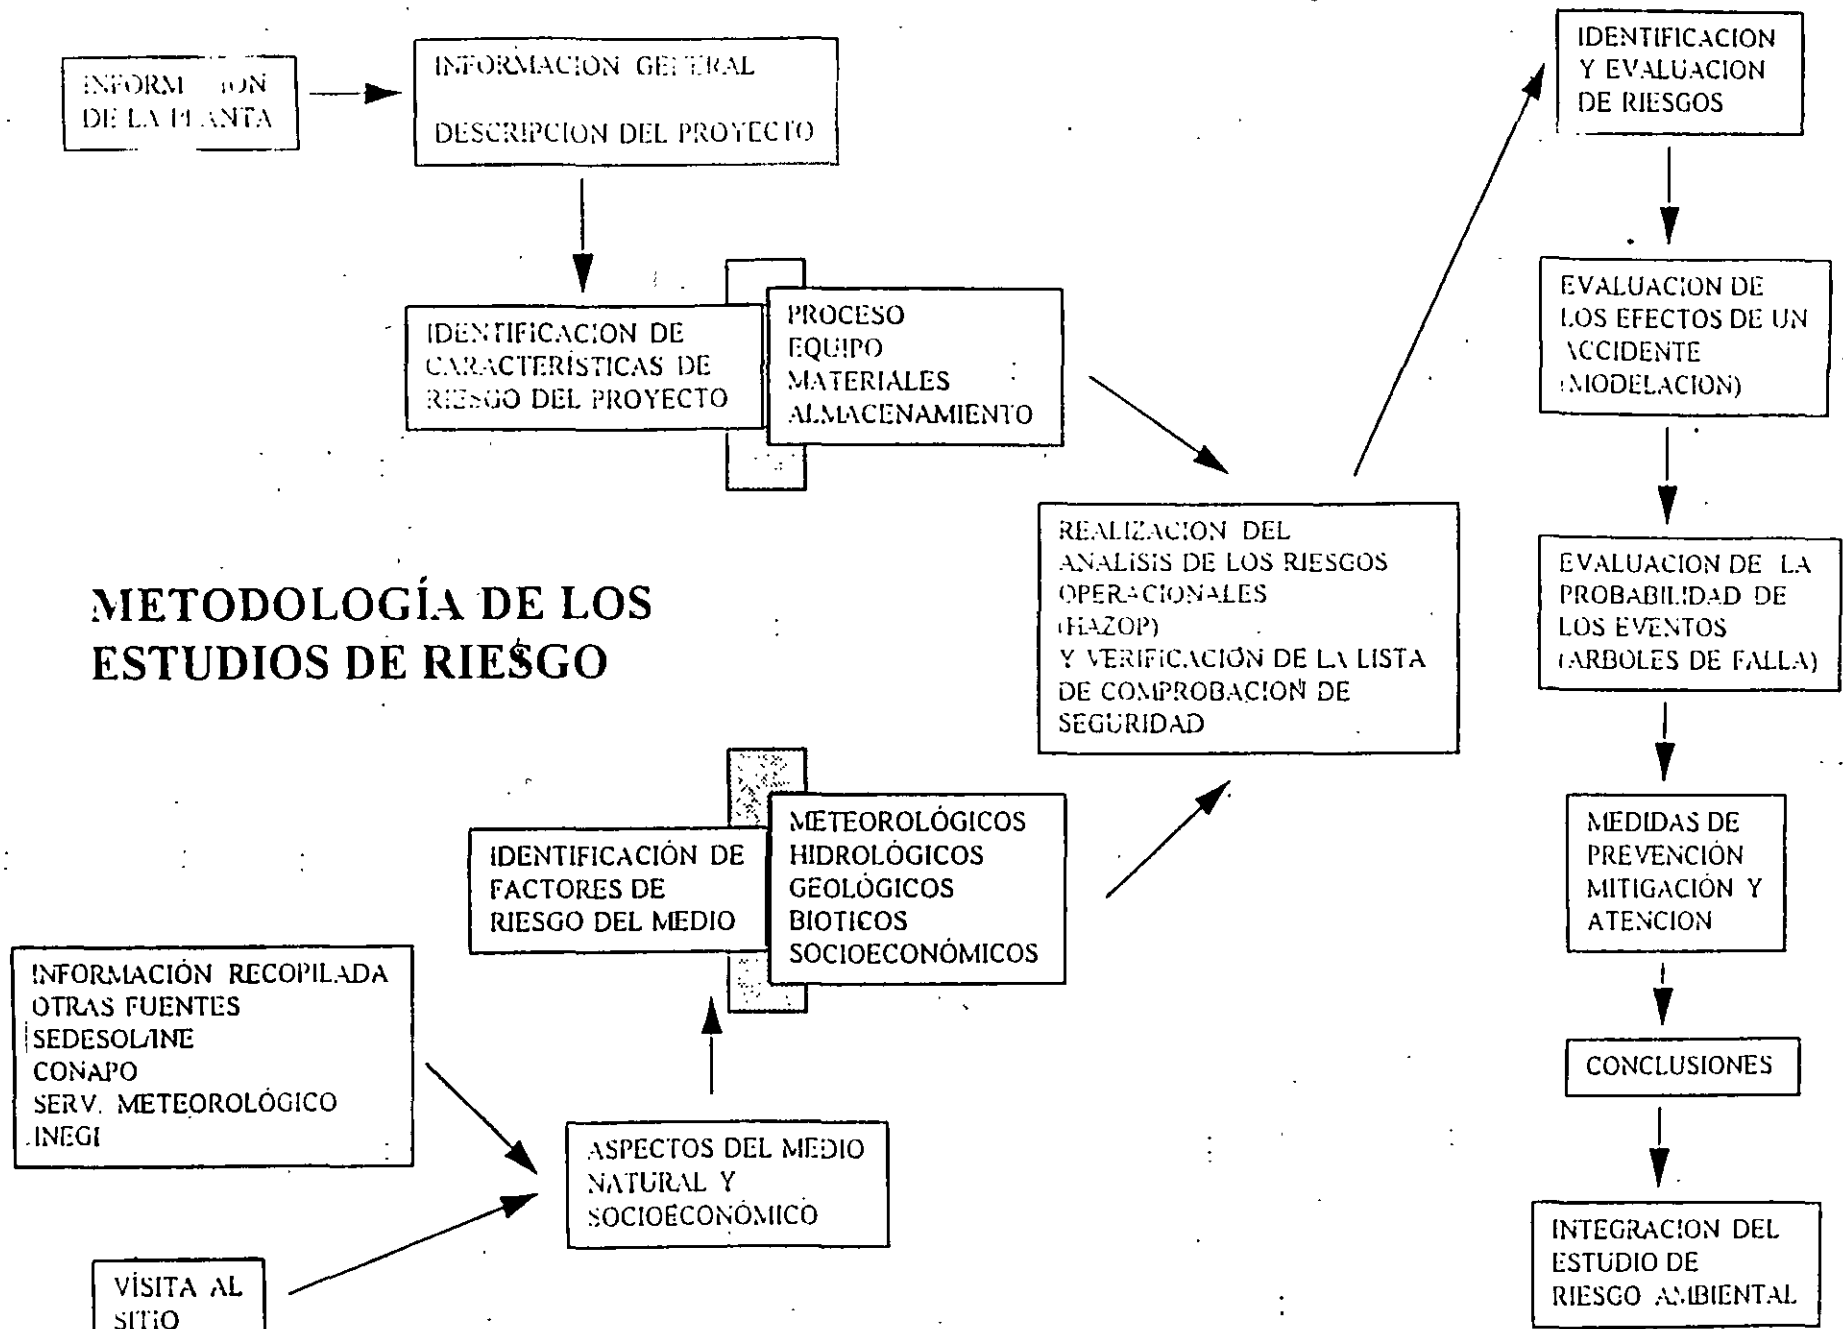 DE LA PLANTA
INFORMACION GENERAL
DESCRIPCION DEL PROYECTO
IDENTIFICACION DE
CARACTERÍSTICAS DE
RIESGO DEL PROYECTO
PROCESO
EQUIPO
MATERIALES
ALMACENAMIENTO
METODOLOGÍA DE LOS
ESTUDIOS DE RIESGO
IDENTIFICACIÓN DE
FACTORES DE
RIESGO DEL MEDIO
METEOROLÓGICOS
HIDROLÓGICOS
GEOLÓGICOS
BIOTICOS
SOCIOECONÓMICOS
INFORMACIÓN RECOPILADA
OTRAS FUENTES
SEDESOL/INE
CONAPO
SERV. METEOROLÓGICO
INEGI
VÍSITA AL
SITIO
ASPECTOS DEL MEDIO
NATURAL Y
SOCIOECONÓMICO
REALIZACION DEL
ANALISIS DE LOS RIESGOS
OPERACIONALES
(HAZOP)
Y VERIFICACIÓN DE LA LISTA
DE COMPROBACION DE
SEGURIDAD
IDENTIFICACION
Y EVALUACION
DE RIESGOS
EVALUACION DE
LOS EFECTOS DE UN
ACCIDENTE
(MODELACION)
EVALUACION DE LA
PROBABILIDAD DE
LOS EVENTOS
(ARBOLES DE FALLA)
MEDIDAS DE
PREVENCIÓN
MITIGACIÓN Y
ATENCION
CONCLUSIONES
INTEGRACION DEL
ESTUDIO DE
RIESGO AMBIENTAL